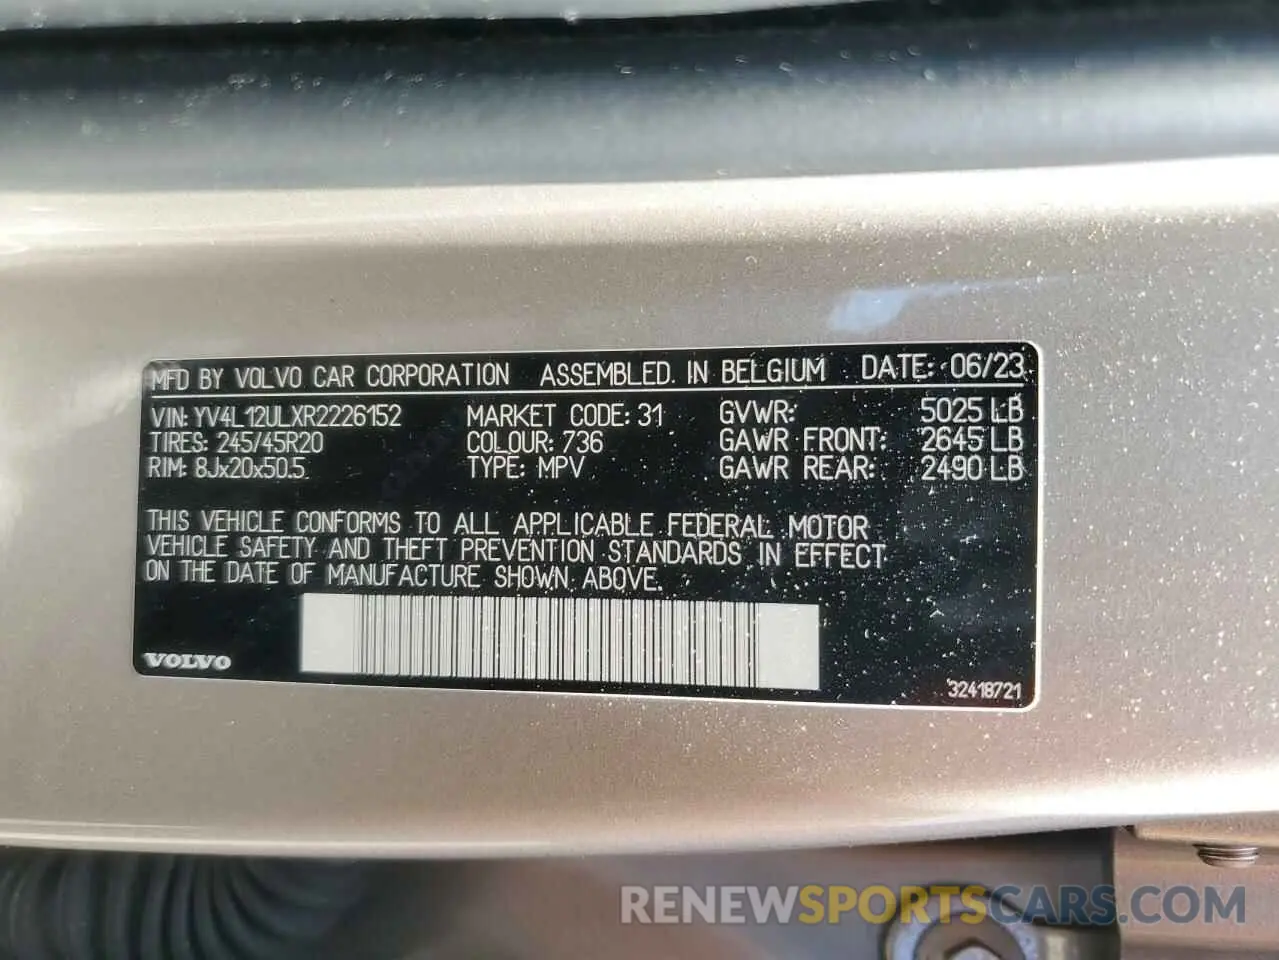 MFD BY VOLVO CAR CORPORATION ASSEMBLED. IN BELGIUM DATE: 06/23
VIN: YV4L12ULXR2226152 MARKET CODE: 31 GVWR: 5025 LB
TIRES: 245/45R20 COLOUR: 736 GAWR FRONT: 2645 LB
RIM: 8Jx20x50.5 TYPE: MPV GAWR REAR: 2490 LB
THIS VEHICLE CONFORMS TO ALL APPLICABLE FEDERAL MOTOR
VEHICLE SAFETY AND THEFT PREVENTION STANDARDS IN EFFECT
ON THE DATE OF MANUFACTURE SHOWN ABOVE.
VOLVO
32418721
RENEWSPORTSCARS.COM